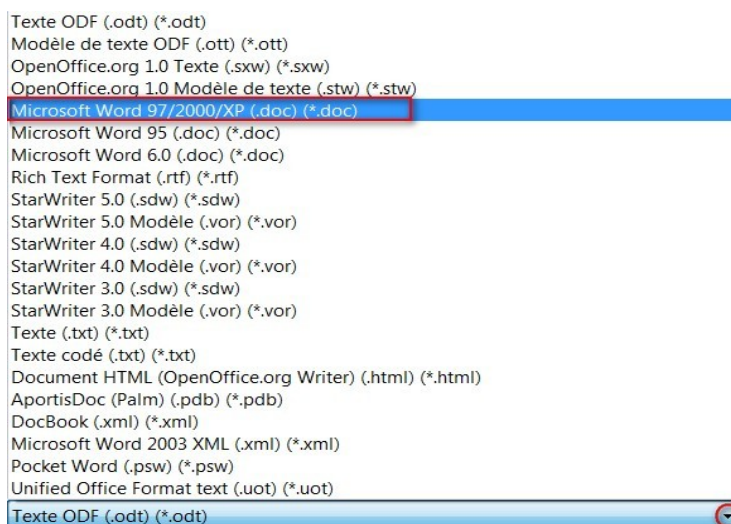 Texte ODF (.odt) (*.odt)
Modèle de texte ODF (.ott) (*.ott)
OpenOffice.org 1.0 Texte (.sxw) (*.sxw)
OpenOffice.org 1.0 Modèle de texte (.stw) (*.stw)
Microsoft Word 97/2000/XP (.doc) (*.doc)
Microsoft Word 95 (.doc) (*.doc)
Microsoft Word 6.0 (.doc) (*.doc)
Rich Text Format (.rtf) (*.rtf)
StarWriter 5.0 (.sdw) (*.sdw)
StarWriter 5.0 Modèle (.vor) (*.vor)
StarWriter 4.0 (.sdw) (*.sdw)
StarWriter 4.0 Modèle (.vor) (*.vor)
StarWriter 3.0 (.sdw) (*.sdw)
StarWriter 3.0 Modèle (.vor) (*.vor)
Texte (.txt) (*.txt)
Texte codé (.txt) (*.txt)
Document HTML (OpenOffice.org Writer) (.html) (*.html)
AportisDoc (Palm) (.pdb) (*.pdb)
DocBook (.xml) (*.xml)
Microsoft Word 2003 XML (.xml) (*.xml)
Pocket Word (.psw) (*.psw)
Unified Office Format text (.uot) (*.uot)
Texte ODF (.odt) (*.odt)